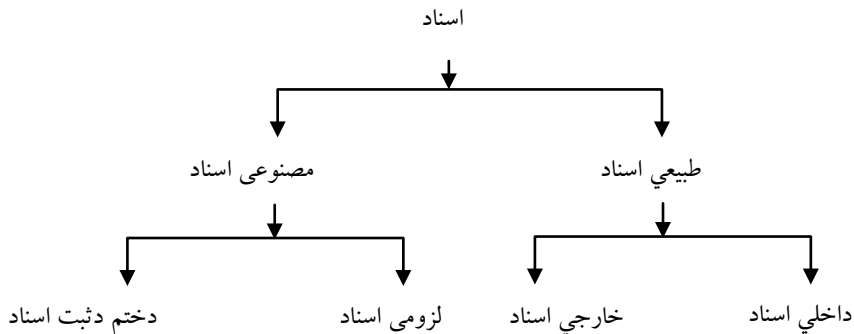 اسناد
طبيعي اسناد
مصنوعی اسناد
داخلي اسناد
خارجي اسناد
لزومی اسناد
دختم دثبت اسناد